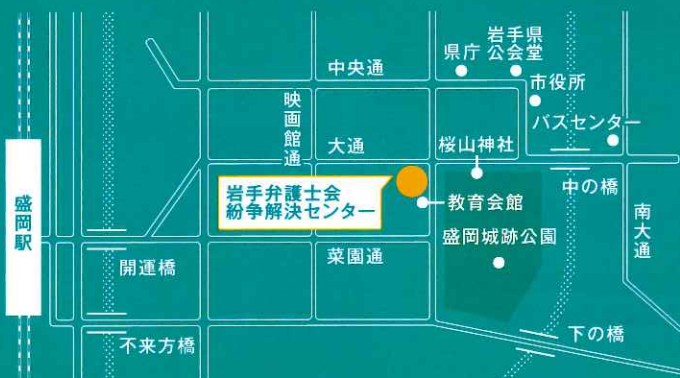 岩手県
公会堂
県庁
中央通
市役所
映画館通
バスセンター
大通
桜山神社
岩手弁護士会
紛争解決センター
中の橋
教育会館
盛岡駅
南大通
盛岡城跡公園
菜園通
開運橋
下の橋
不来方橋